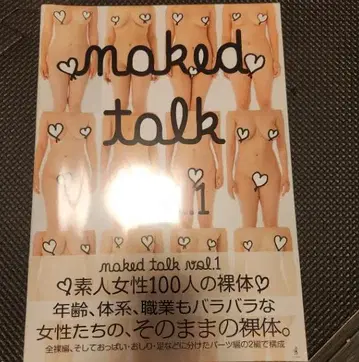 naked
talk
1
naked talk vol.1
♡素人女性100人の裸体♡
年齢、体系、職業もバラバラな
女性たちの、そのままの裸体。
全裸編、そしておっぱい・おしり・足などに分けたパーツ編の2編で構成